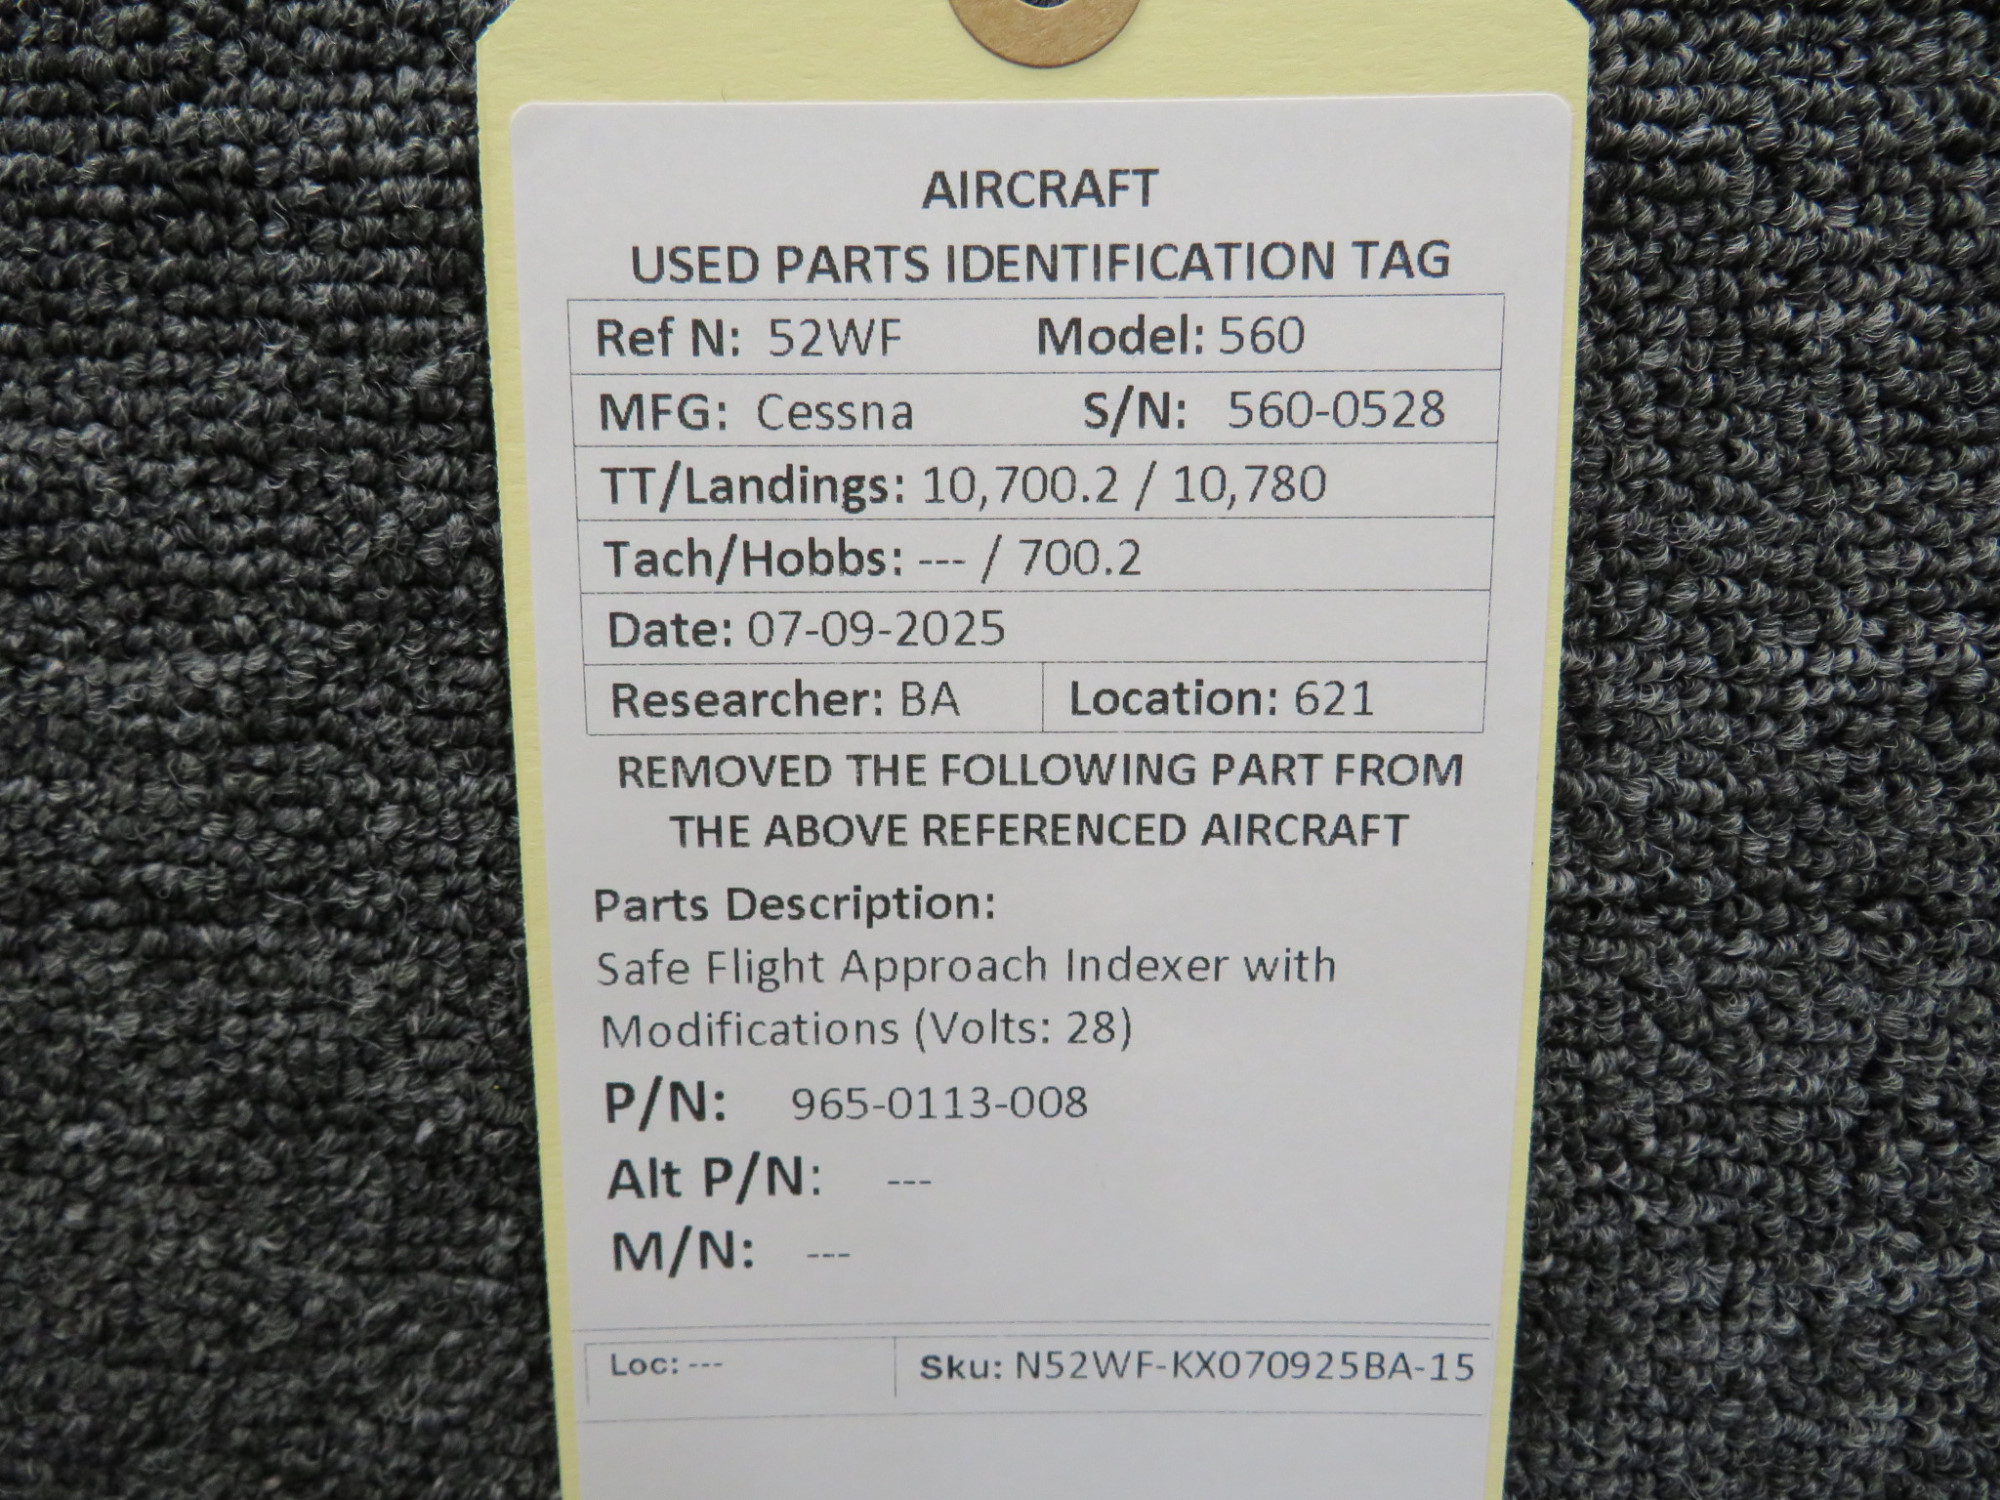 AIRCRAFT
USED PARTS IDENTIFICATION TAG
Ref N: 52WF Model: 560
MFG: Cessna S/N: 560-0528
TT/Landings: 10,700.2 / 10,780
Tach/Hobbs: --- / 700.2
Date: 07-09-2025
Researcher: BA Location: 621
REMOVED THE FOLLOWING PART FROM
THE ABOVE REFERENCED AIRCRAFT
Parts Description:
Safe Flight Approach Indexer with
Modifications (Volts: 28)
P/N: 965-0113-008
Alt P/N: ---
M/N: ---
Loc: --- Sku: N52WF-KX070925BA-15